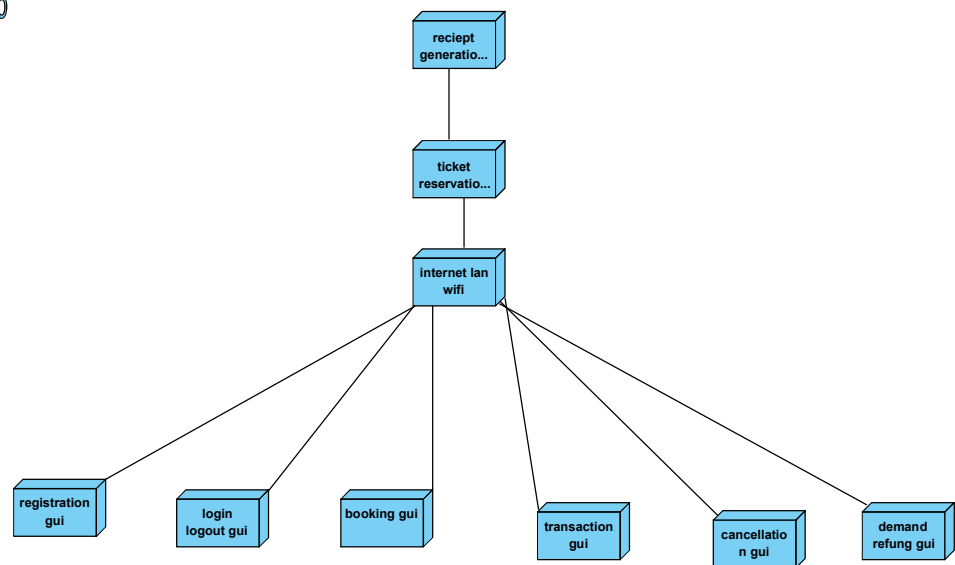 reciept
generatio...
ticket
reservatio...
internet lan
wifi
registration
gui
login
logout gui
booking gui
transaction
gui
cancellatio
n gui
demand
refung gui